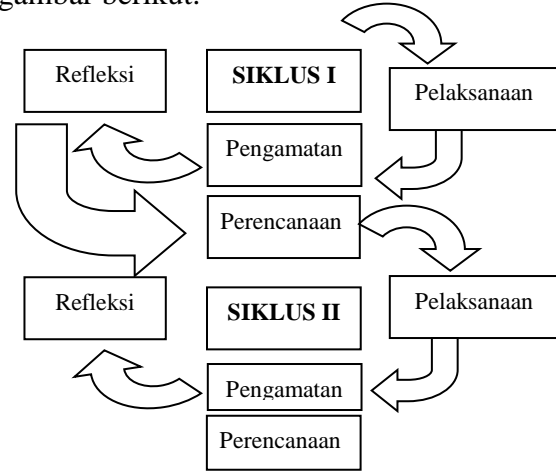 gambar berikut.
Refleksi
SIKLUS I
Pelaksanaan
Pengamatan
Perencanaan
Refleksi
SIKLUS II
Pelaksanaan
Pengamatan
Perencanaan